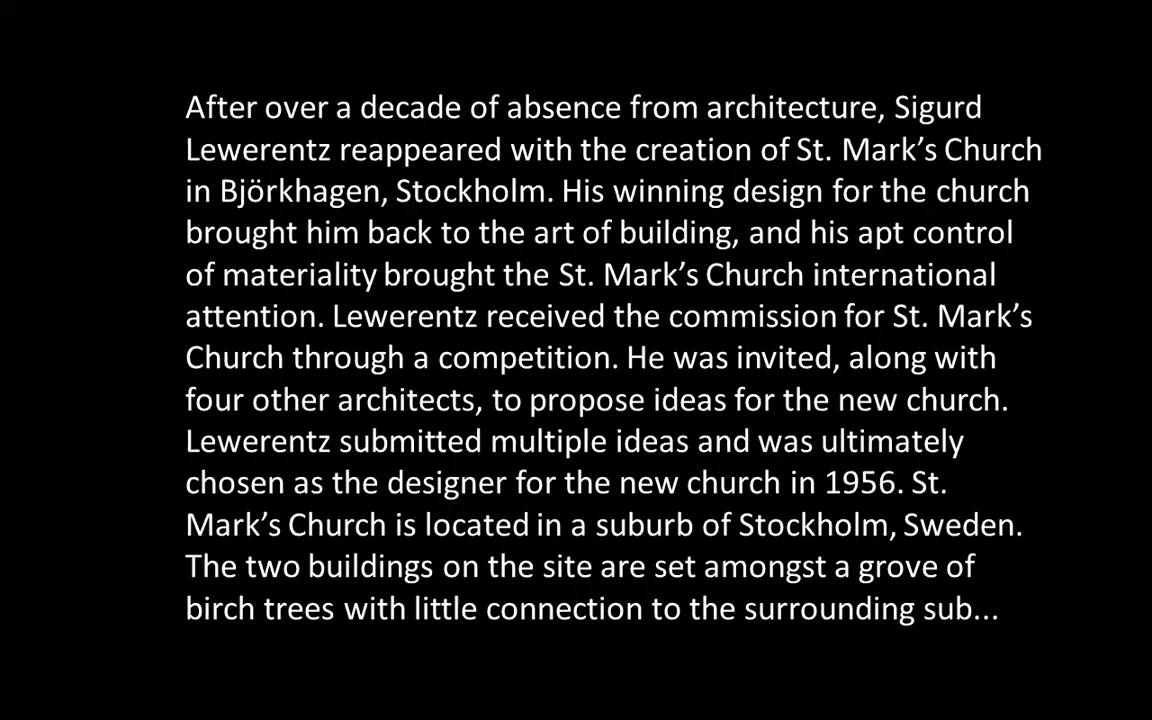 After over a decade of absence from architecture, Sigurd
Lewerentz reappeared with the creation of St. Mark’s Church
in Björkhagen, Stockholm. His winning design for the church
brought him back to the art of building, and his apt control
of materiality brought the St. Mark’s Church international
attention. Lewerentz received the commission for St. Mark’s
Church through a competition. He was invited, along with
four other architects, to propose ideas for the new church.
Lewerentz submitted multiple ideas and was ultimately
chosen as the designer for the new church in 1956. St.
Mark’s Church is located in a suburb of Stockholm, Sweden.
The two buildings on the site are set amongst a grove of
birch trees with little connection to the surrounding sub...